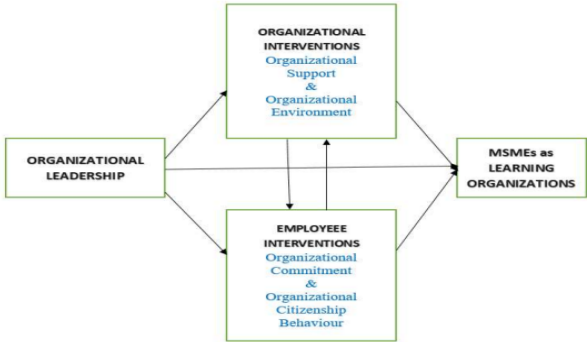 ORGANIZATIONAL
INTERVENTIONS
Organizational
Support
&
Organizational
Environment
ORGANIZATIONAL
LEADERSHIP
MSMEs as
LEARNING
ORGANIZATIONS
EMPLOYEEE
INTERVENTIONS
Organizational
Commitment
&
Organizational
Citizenship
Behaviour